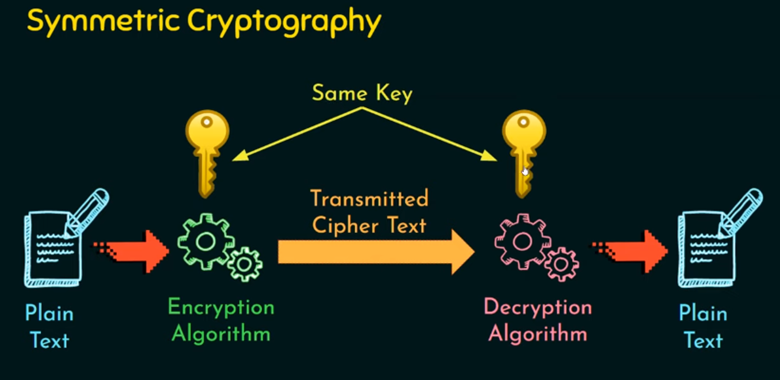 Symmetric Cryptography
Same Key
Transmitted
Cipher Text
Plain
Text
Encryption
Algorithm
Decryption
Algorithm
Plain
Text